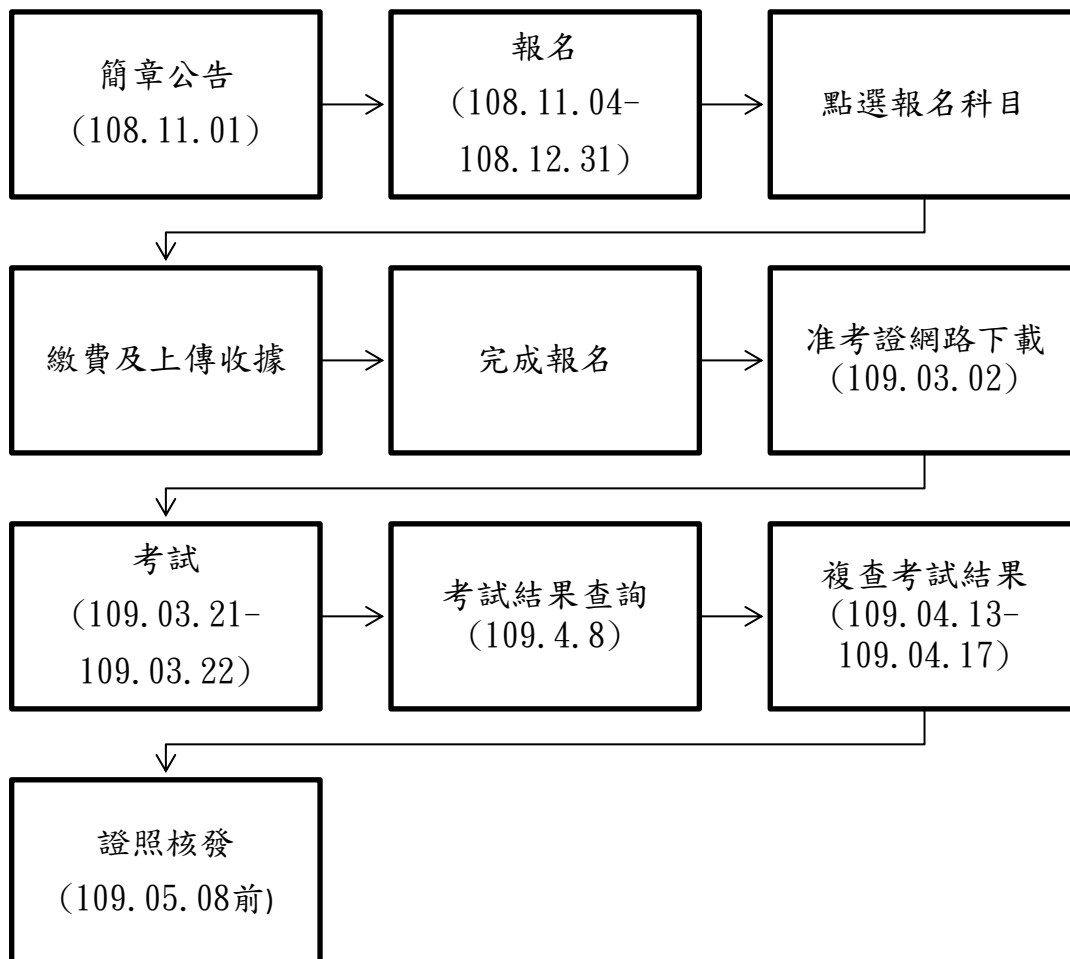 簡章公告
(108.11.01)
報名
(108.11.04-
108.12.31)
點選報名科目
繳費及上傳收據
完成報名
准考證網路下載
(109.03.02)
考試
(109.03.21-
109.03.22)
考試結果查詢
(109.4.8)
複查考試結果
(109.04.13-
109.04.17)
證照核發
(109.05.08前)